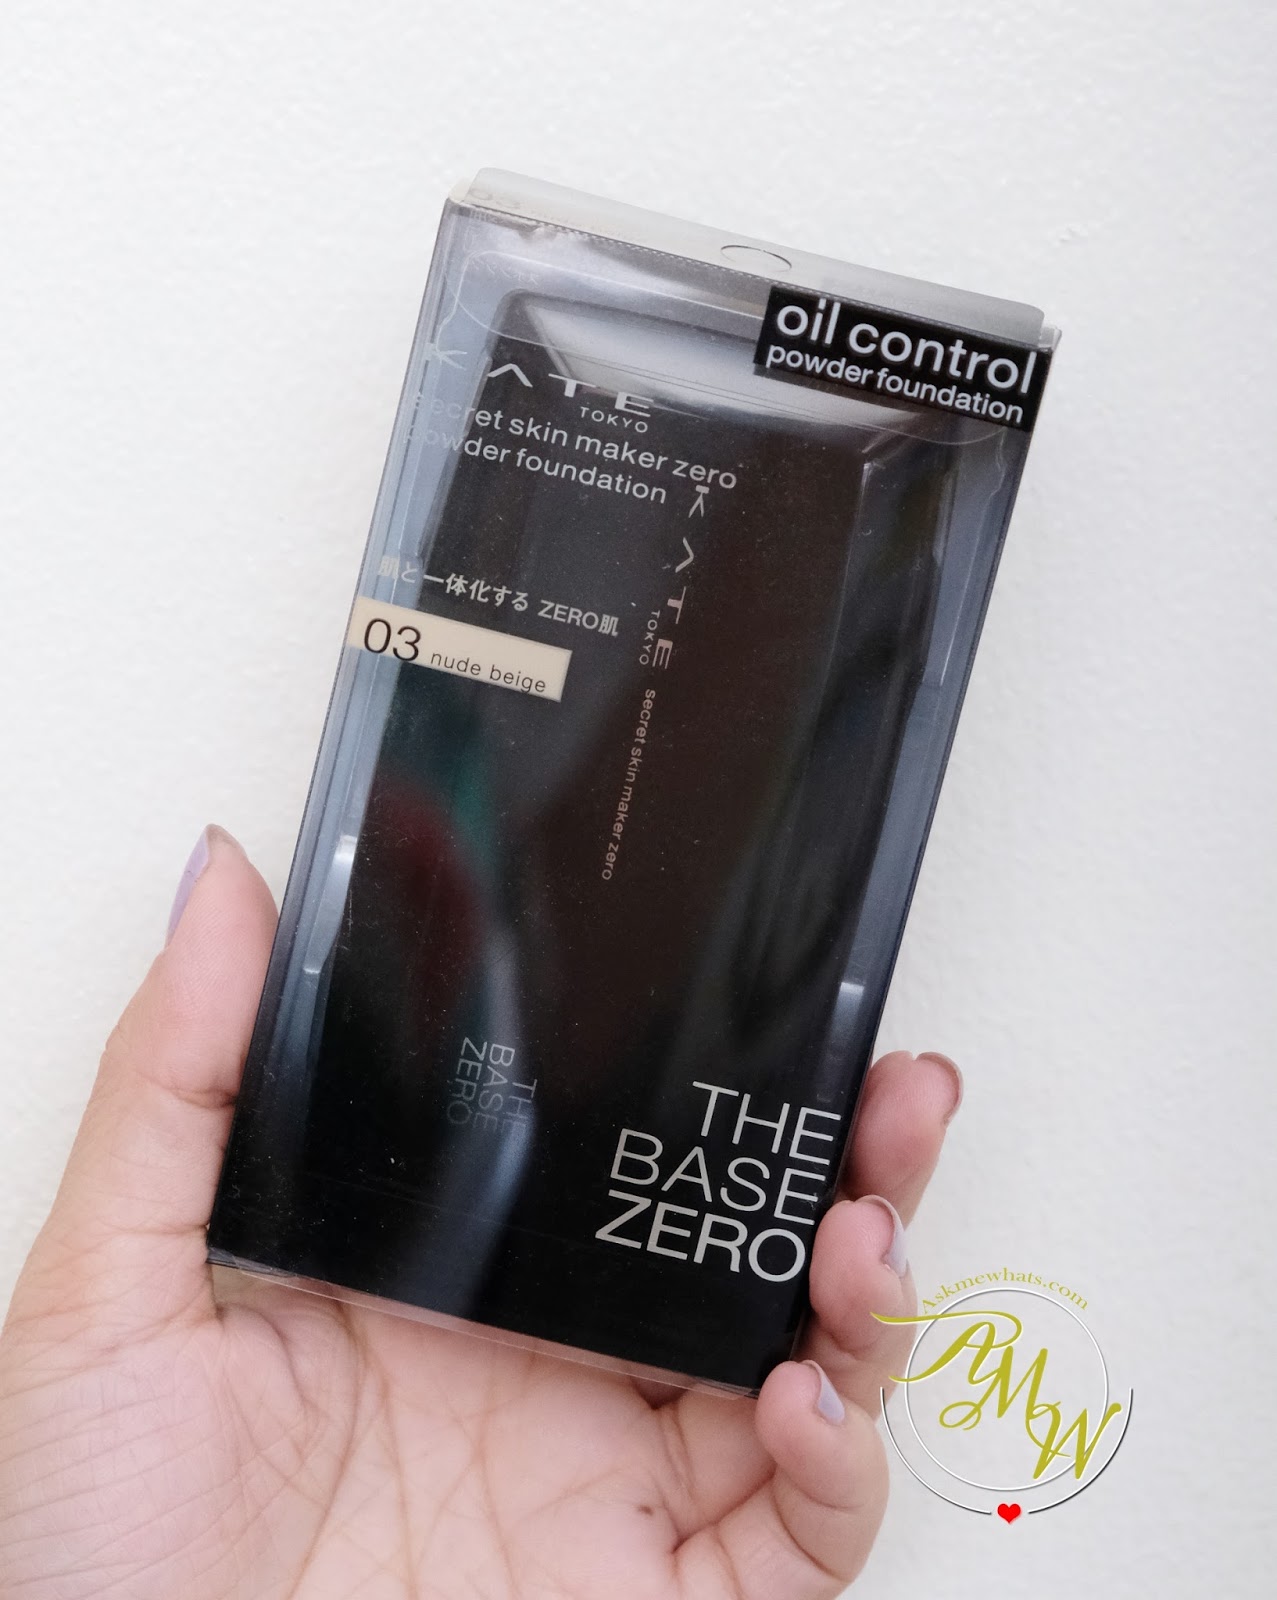 oil control
powder foundation
KATE
TOKYO
secret skin maker zero
powder foundation
肌と一体化する ZERO肌
03 nude beige
KATE
TOKYO
secret skin maker zero
THE
BASE
ZERO
THE
BASE
ZERO
Askmewhats.com
AMW